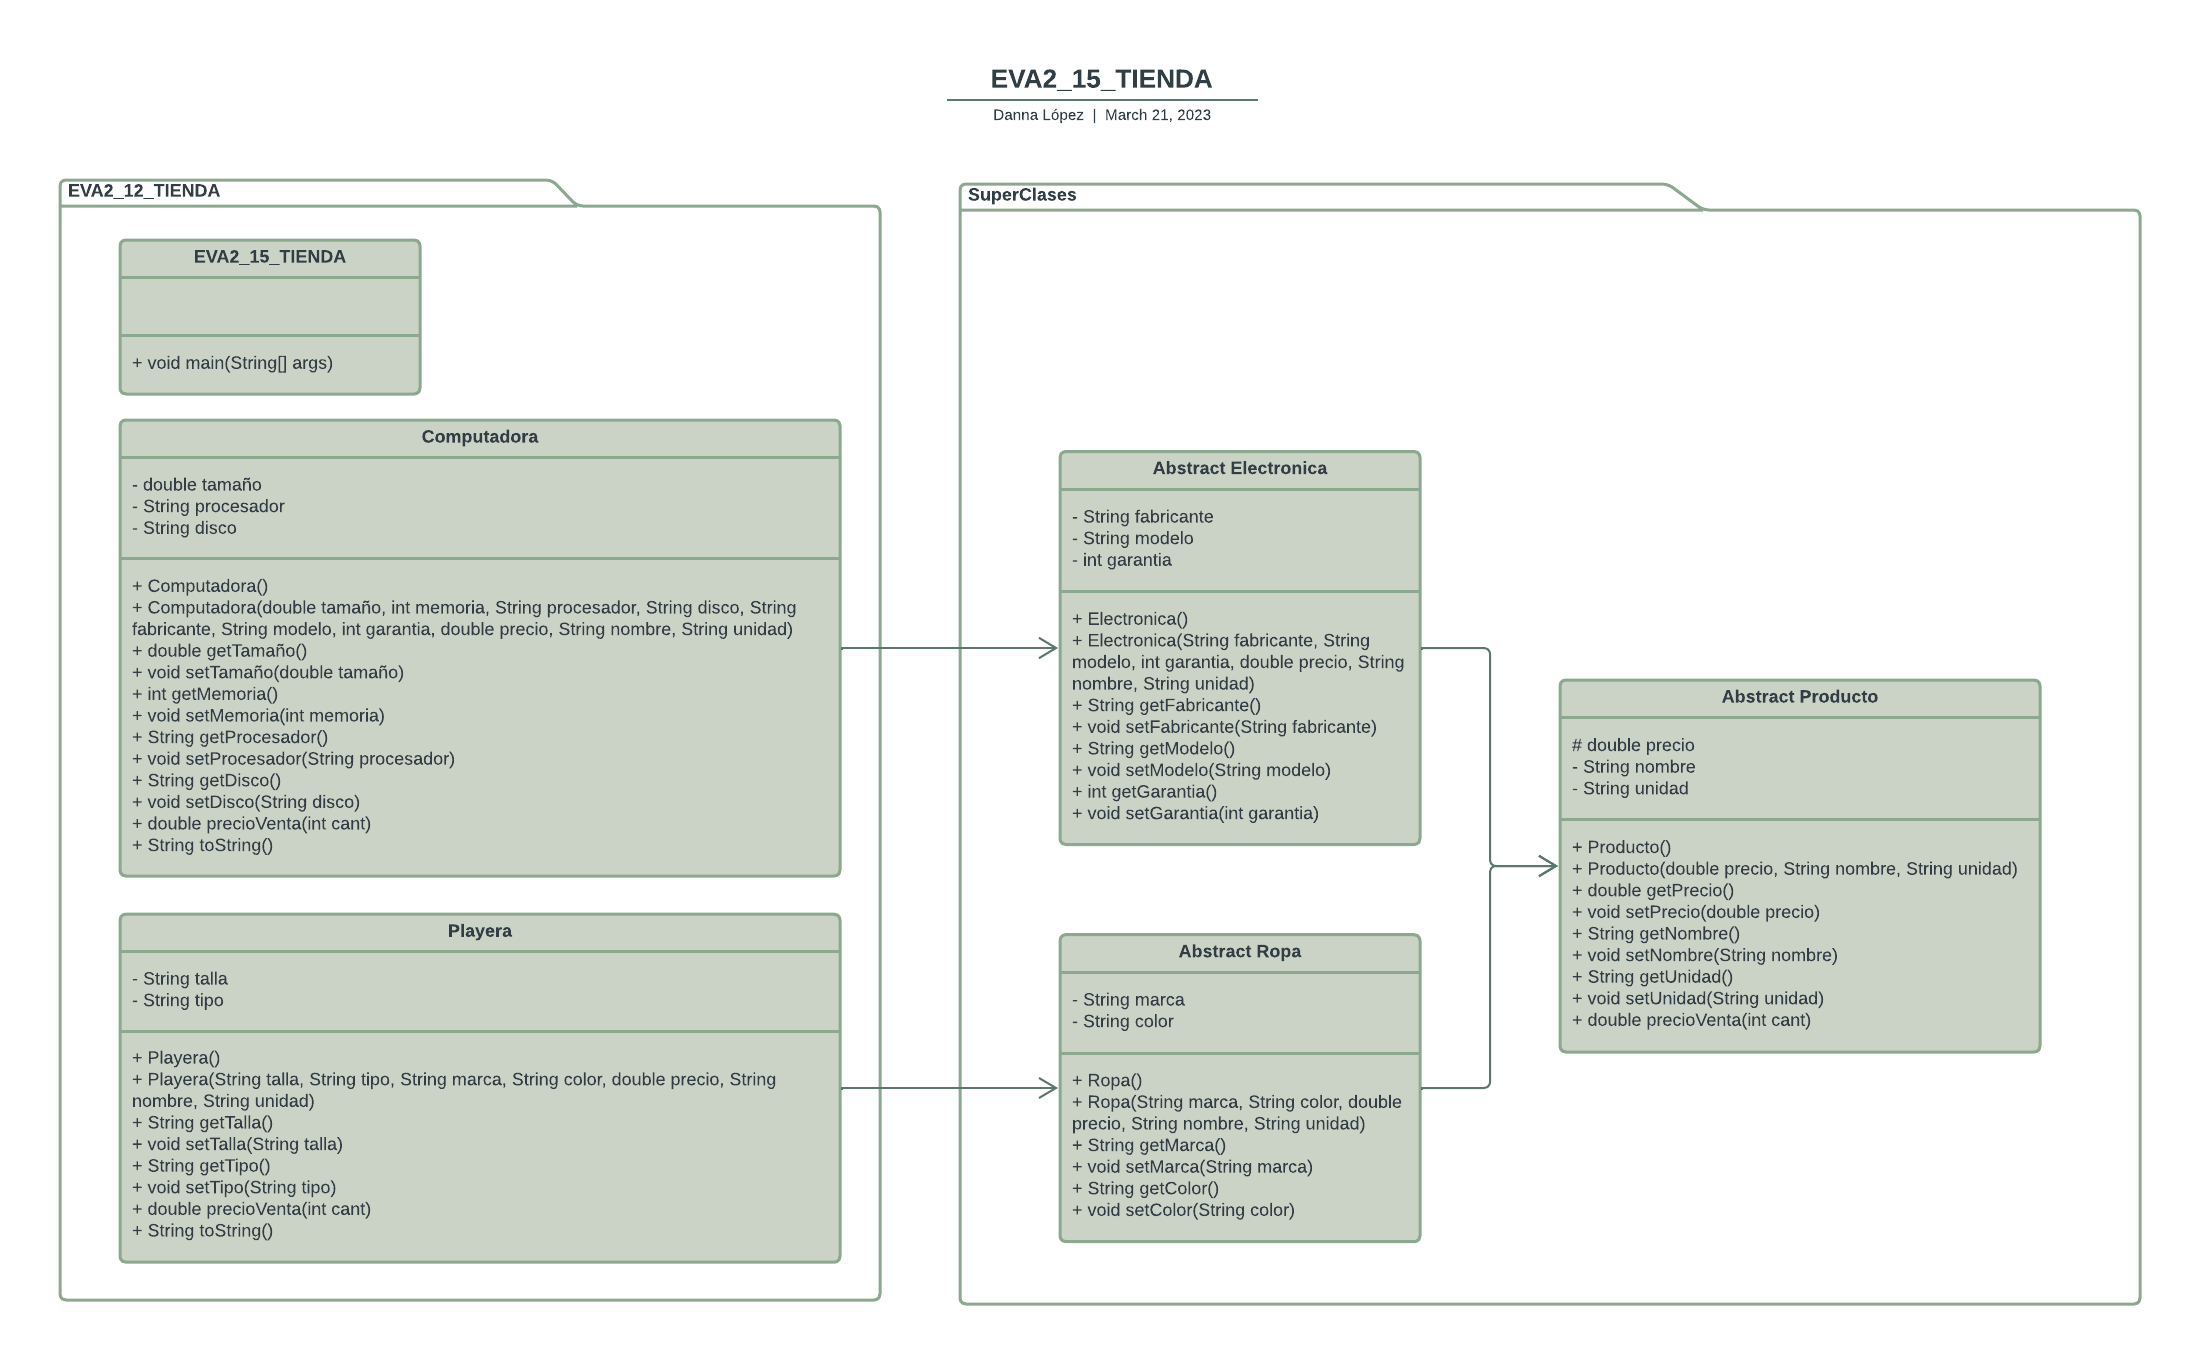 EVA2_15_TIENDA
Danna López | March 21, 2023
EVA2_12_TIENDA
EVA2_15_TIENDA
+ void main(String[] args)
Computadora
- double tamaño
- String procesador
- String disco
+ Computadora()
+ Computadora(double tamaño, int memoria, String procesador, String disco, String
fabricante, String modelo, int garantia, double precio, String nombre, String unidad)
+ double getTamaño()
+ void setTamaño(double tamaño)
+ int getMemoria()
+ void setMemoria(int memoria)
+ String getProcesador()
+ void setProcesador(String procesador)
+ String getDisco()
+ void setDisco(String disco)
+ double precioVenta(int cant)
+ String toString()
Playera
- String talla
- String tipo
+ Playera()
+ Playera(String talla, String tipo, String marca, String color, double precio, String
nombre, String unidad)
+ String getTalla()
+ void setTalla(String talla)
+ String getTipo()
+ void setTipo(String tipo)
+ double precioVenta(int cant)
+ String toString()
SuperClases
Abstract Electronica
- String fabricante
- String modelo
- int garantia
+ Electronica()
+ Electronica(String fabricante, String
modelo, int garantia, double precio, String
nombre, String unidad)
+ String getFabricante()
+ void setFabricante(String fabricante)
+ String getModelo()
+ void setModelo(String modelo)
+ int getGarantia()
+ void setGarantia(int garantia)
Abstract Ropa
- String marca
- String color
+ Ropa()
+ Ropa(String marca, String color, double
precio, String nombre, String unidad)
+ String getMarca()
+ void setMarca(String marca)
+ String getColor()
+ void setColor(String color)
Abstract Producto
# double precio
- String nombre
- String unidad
+ Producto()
+ Producto(double precio, String nombre, String unidad)
+ double getPrecio()
+ void setPrecio(double precio)
+ String getNombre()
+ void setNombre(String nombre)
+ String getUnidad()
+ void setUnidad(String unidad)
+ double precioVenta(int cant)